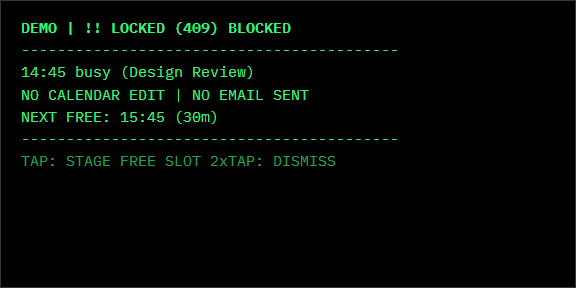 DEMO | !! LOCKED (409) BLOCKED
------------------------------------------
14:45 busy (Design Review)
NO CALENDAR EDIT | NO EMAIL SENT
NEXT FREE: 15:45 (30m)
------------------------------------------
TAP: STAGE FREE SLOT 2xTAP: DISMISS